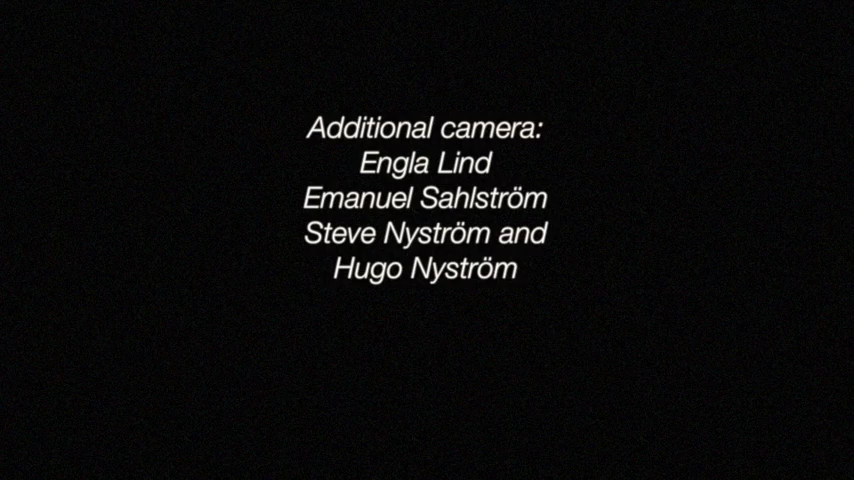 Additional camera:
Engla Lind
Emanuel Sahlström
Steve Nyström and
Hugo Nyström